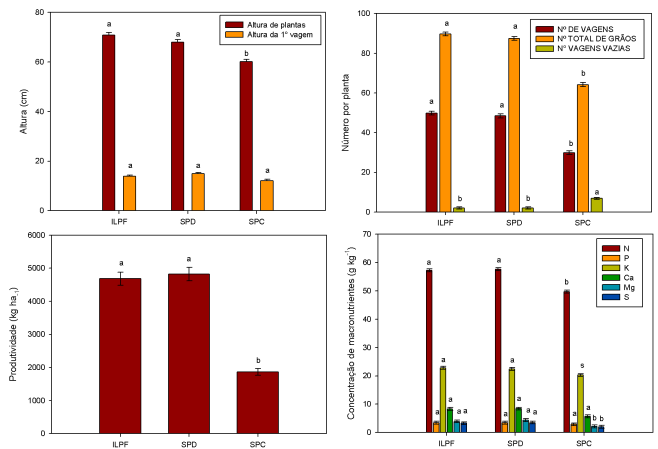 80
60
40
20
0
Altura (cm)
Altura de plantas
Altura da 1° vagem
a
a
a
a
b
a
ILPF
SPD
SPC
100
80
60
40
20
0
Número por planta
Nº DE VAGENS
Nº TOTAL DE GRÃOS
N° VAGENS VAZIAS
a
a
b
a
a
b
b
b
a
ILPF
SPD
SPC
6000
5000
4000
3000
2000
1000
0
Produtividade (kg ha-1)
a
a
b
ILPF
SPD
SPC
70
60
50
40
30
20
10
0
Concentração de macronutrientes (g kg-1)
N
P
K
Ca
Mg
S
a
a
a
a
a a
a
a
a
a
a a
b
a
s
a
b b
ILPF
SPD
SPC